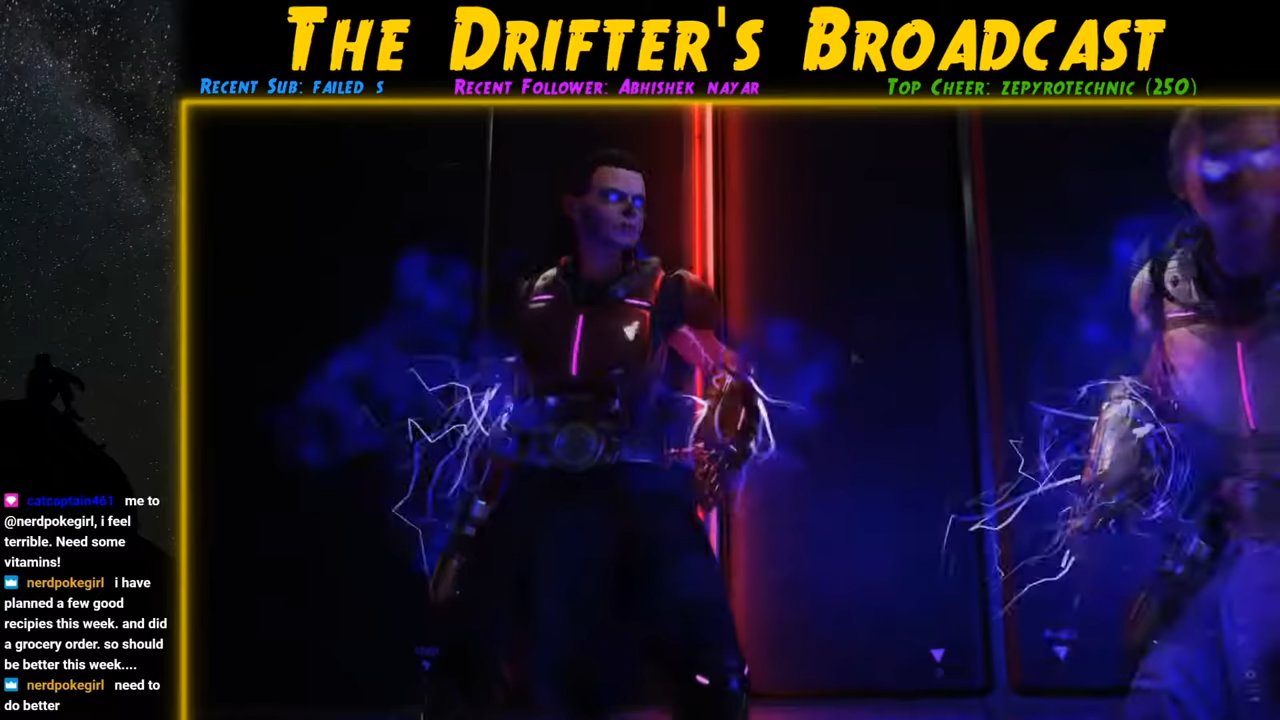 The Drifter's Broadcast
Recent Sub: failed s
Recent Follower: Abhishek nayar
Top Cheer: zepyrotechnic (250)
catcaptain461 me to
@nerdpokegirl, i feel
terrible. Need some
vitamins!
nerdpokegirl i have
planned a few good
recipies this week. and did
a grocery order. so should
be better this week....
nerdpokegirl need to
do better